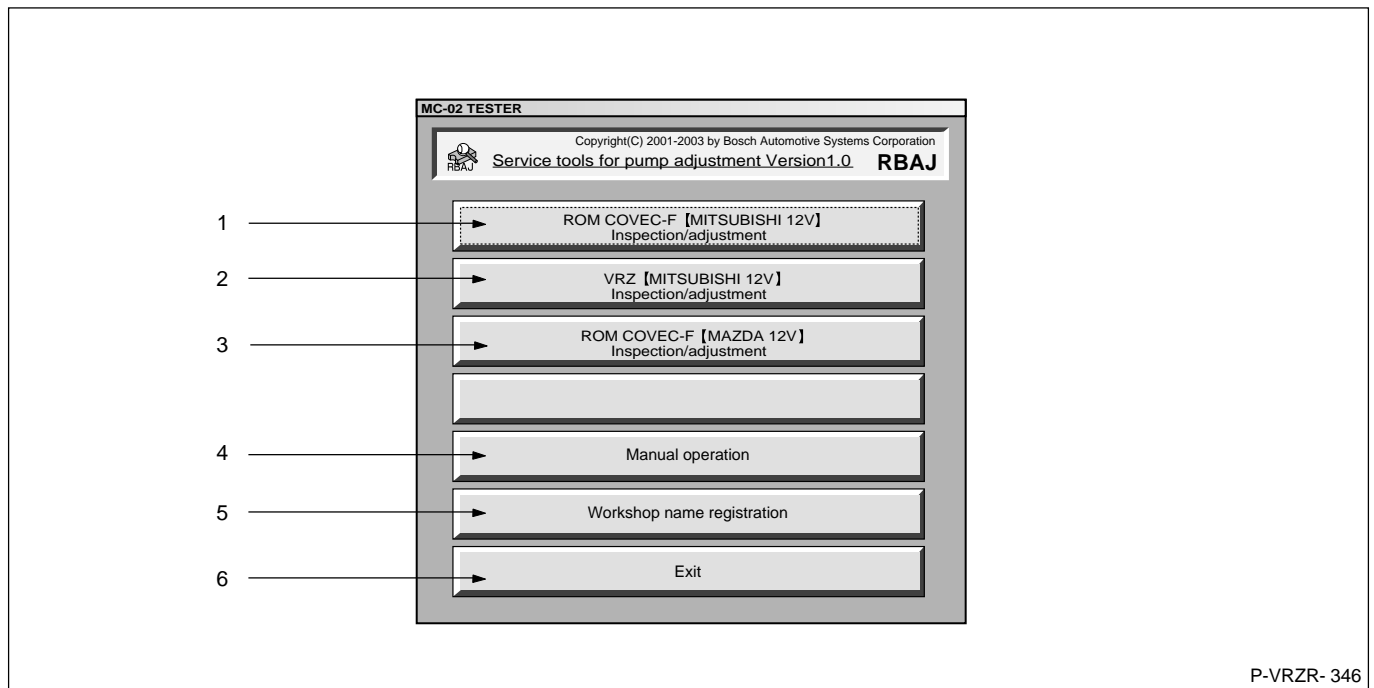 MC-02 TESTER
Copyright(C) 2001-2003 by Bosch Automotive Systems Corporation
RBAJ
Service tools for pump adjustment Version1.0 RBAJ
1
ROM COVEC-F【MITSUBISHI 12V】
Inspection/adjustment
2
VRZ【MITSUBISHI 12V】
Inspection/adjustment
3
ROM COVEC-F【MAZDA 12V】
Inspection/adjustment
4
Manual operation
5
Workshop name registration
6
Exit
P-VRZR- 346